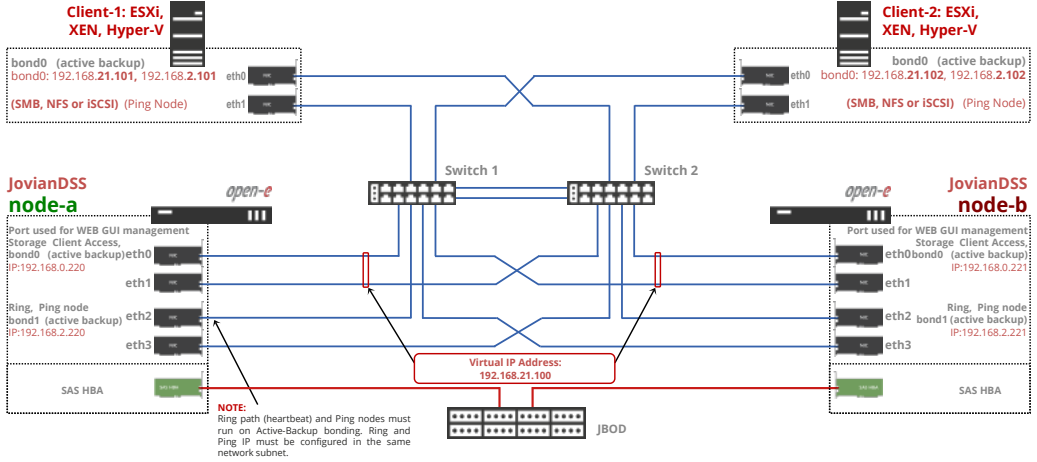 Client-1: ESXi,
XEN, Hyper-V
bond0 (active backup)
bond0: 192.168.21.101, 192.168.2.101
eth0
(SMB, NFS or iSCSI) (Ping Node)
eth1
Client-2: ESXi,
XEN, Hyper-V
bond0 (active backup)
eth0
bond0: 192.168.21.102, 192.168.2.102
eth1
(SMB, NFS or iSCSI) (Ping Node)
Switch 1
Switch 2
JovianDSS
node-a
open-e
Port used for WEB GUI management
Storage Client Access,
bond0 (active backup)
eth0
IP:192.168.0.220
eth1
Ring, Ping node
bond1 (active backup)
eth2
IP:192.168.2.220
eth3
SAS HBA
SAS HBA
open-e
JovianDSS
node-b
Port used for WEB GUI management
Storage Client Access,
eth0
bond0 (active backup)
IP:192.168.0.221
eth1
Ring, Ping node
eth2
bond1 (active backup)
IP:192.168.2.221
eth3
SAS HBA
SAS HBA
Virtual IP Address:
192.168.21.100
NOTE:
Ring path (heartbeat) and Ping nodes must
run on Active-Backup bonding. Ring and
Ping IP must be configured in the same
network subnet.
JBOD